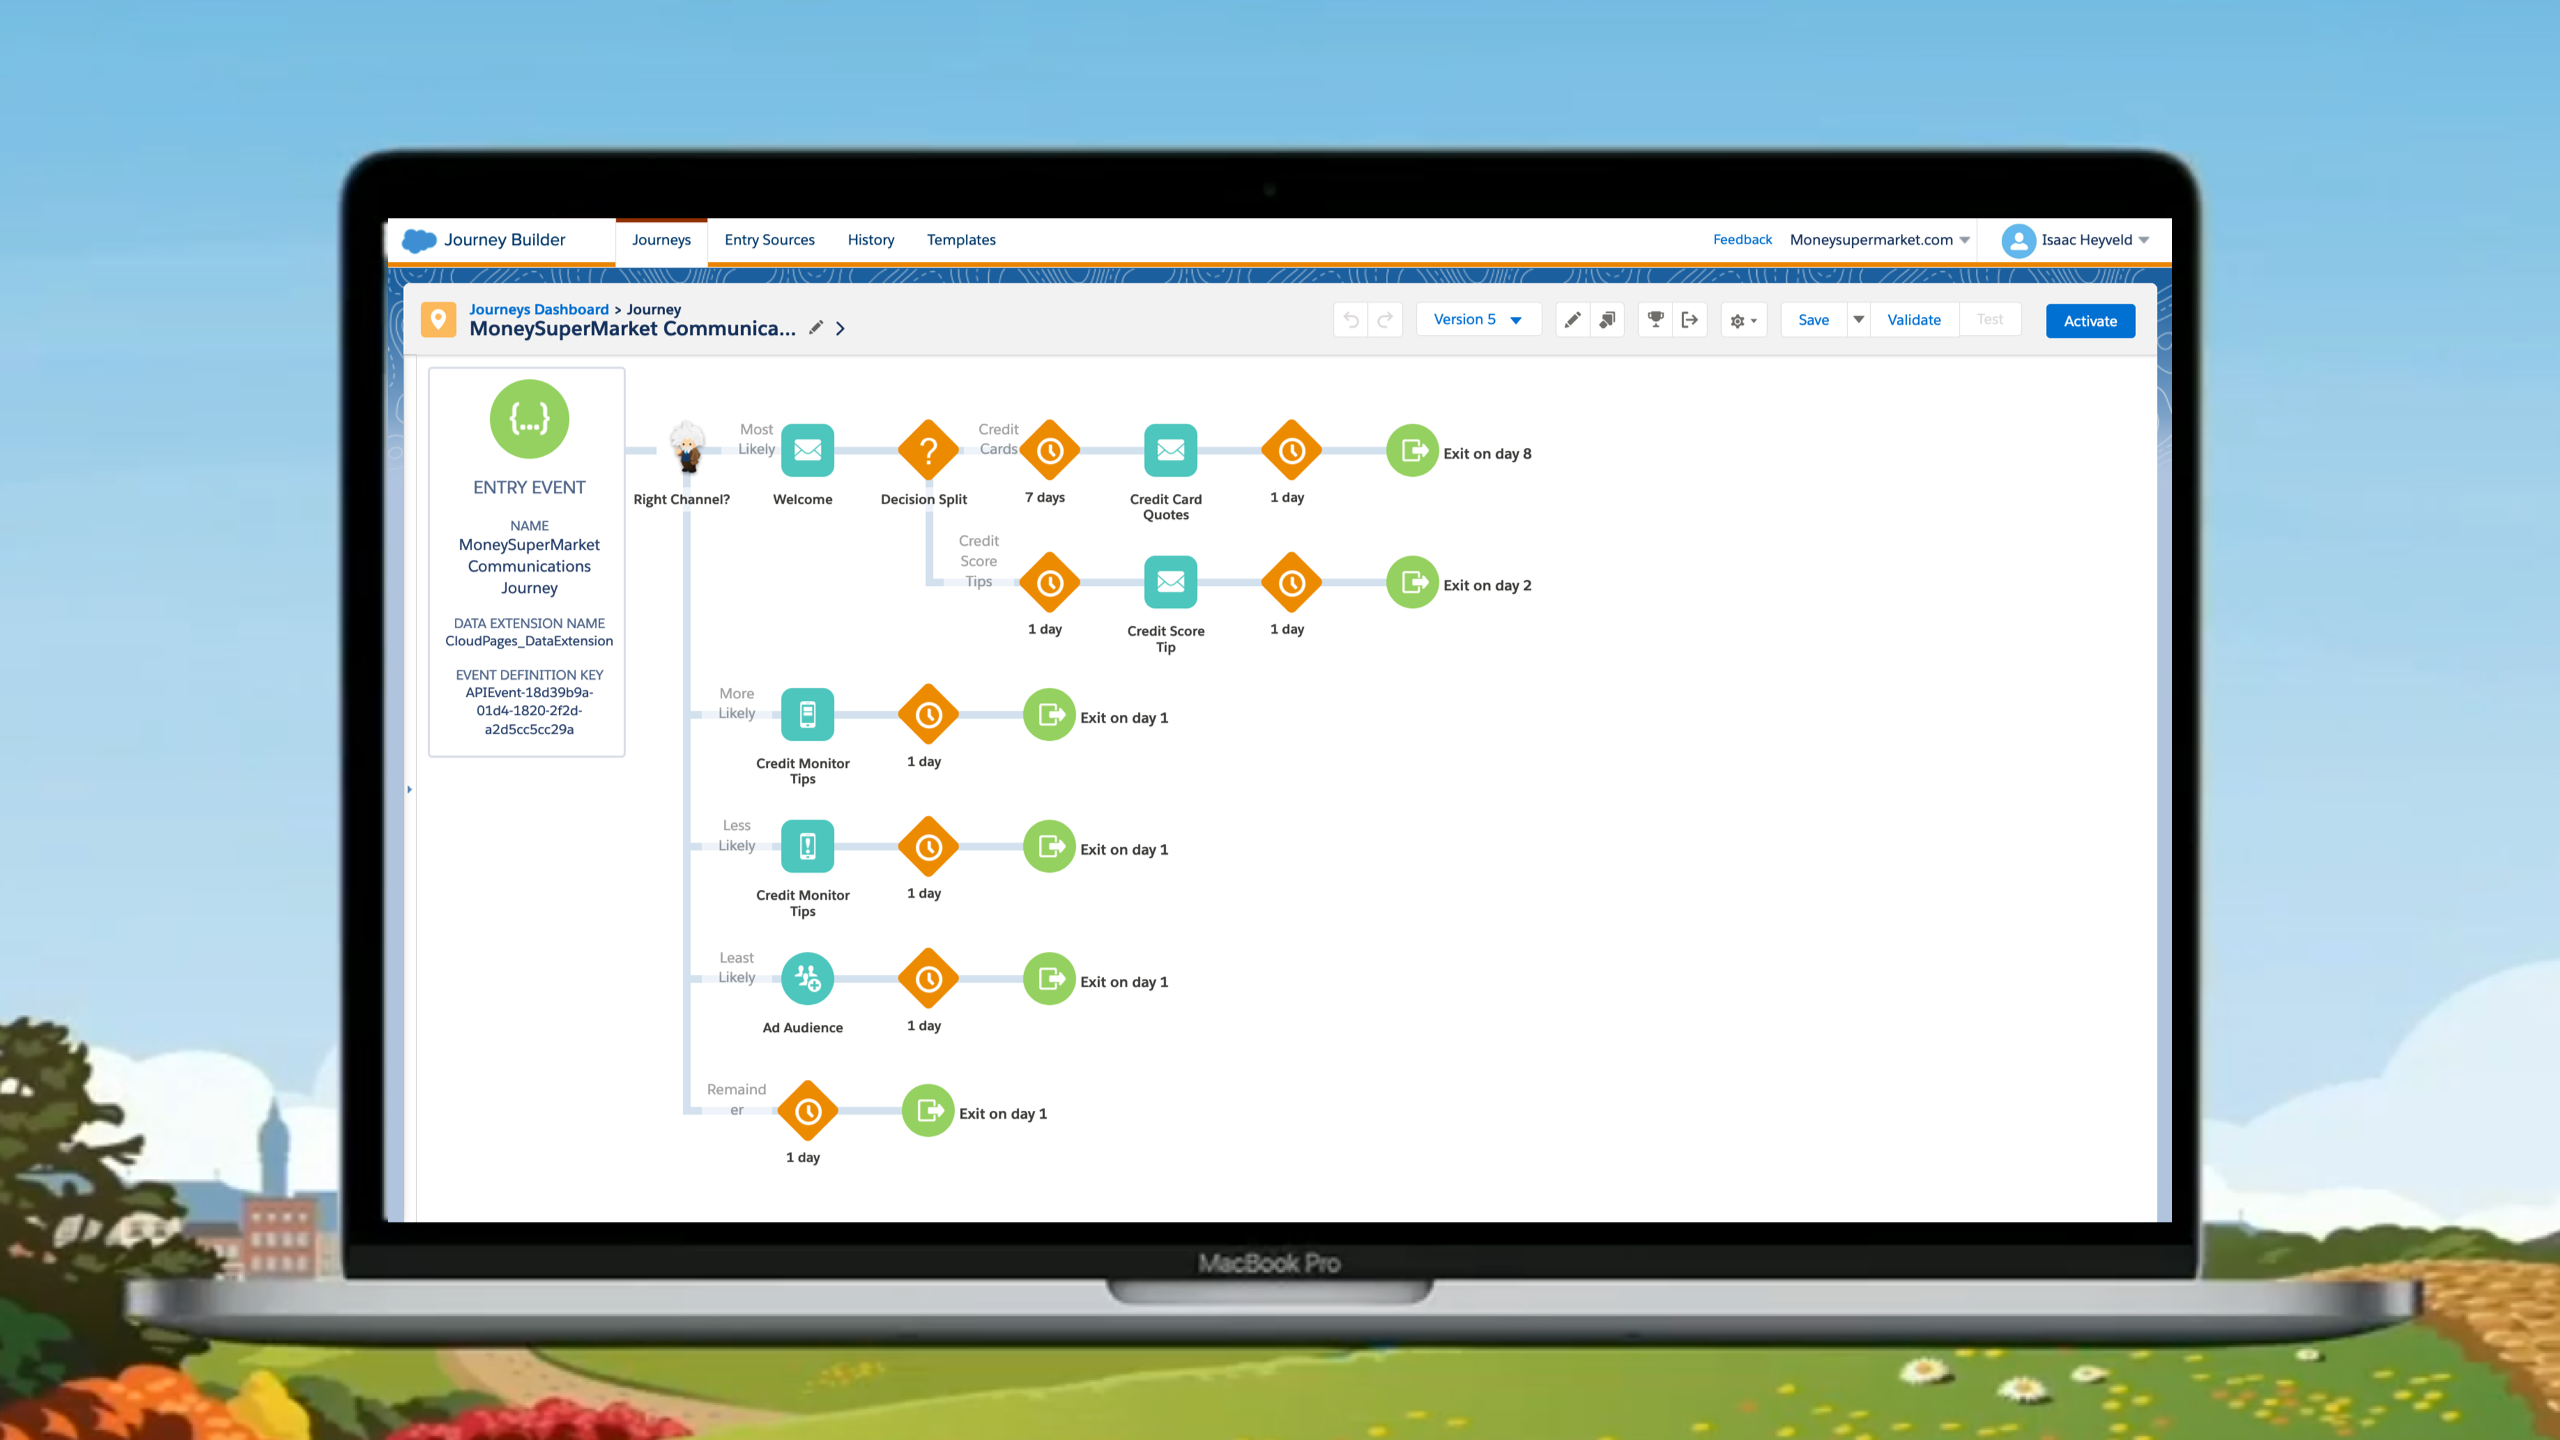 Journey Builder
Journeys
Entry Sources
History
Templates
Feedback
Moneysupermarket.com
Isaac Heyveld
Journeys Dashboard > Journey
MoneySuperMarket Communica...
Version 5
Save
Validate
Test
Activate
{...}
ENTRY EVENT
NAME
MoneySuperMarket
Communications
Journey
DATA EXTENSION NAME
CloudPages_DataExtension
EVENT DEFINITION KEY
APIEvent-18d39b9a-
01d4-1820-2f2d-
a2d5cc5cc29a
Right Channel?
Most
Likely
Welcome
?
Decision Split
Credit
Cards
7 days
Credit Card
Quotes
1 day
Exit on day 8
Credit
Score
Tips
1 day
Credit Score
Tip
1 day
Exit on day 2
More
Likely
Credit Monitor
Tips
1 day
Exit on day 1
Less
Likely
Credit Monitor
Tips
1 day
Exit on day 1
Least
Likely
Ad Audience
1 day
Exit on day 1
Remaind
er
1 day
Exit on day 1
MacBook Pro